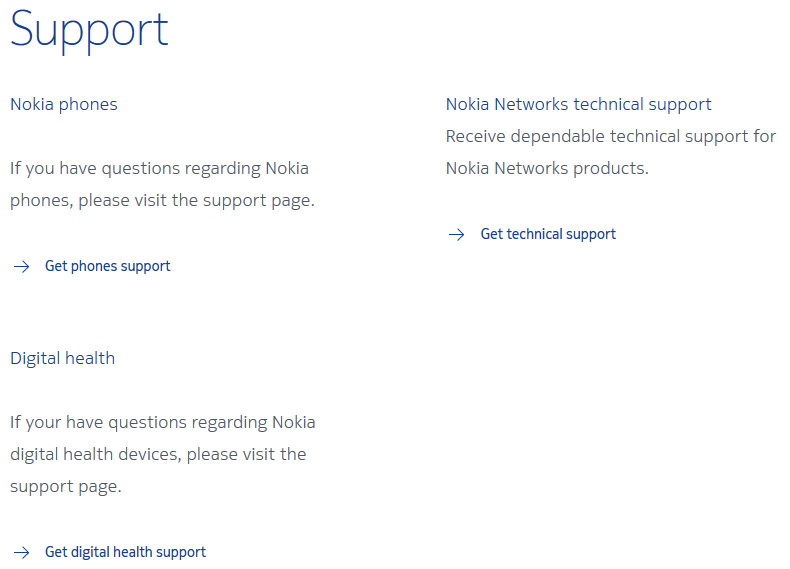 Support
Nokia phones
If you have questions regarding Nokia
phones, please visit the support page.
Get phones support
Nokia Networks technical support
Receive dependable technical support for
Nokia Networks products.
Get technical support
Digital health
If your have questions regarding Nokia
digital health devices, please visit the
support page.
Get digital health support